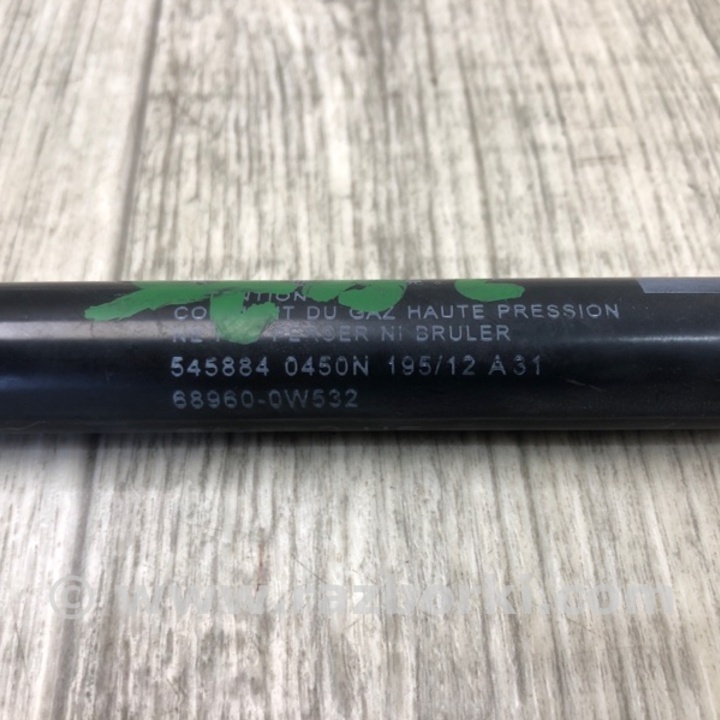 DU GAZ HAUTE PRESSION
NI BRULER
545884 0450N 195/12 A31
68960-0W532
© www.razborki.com